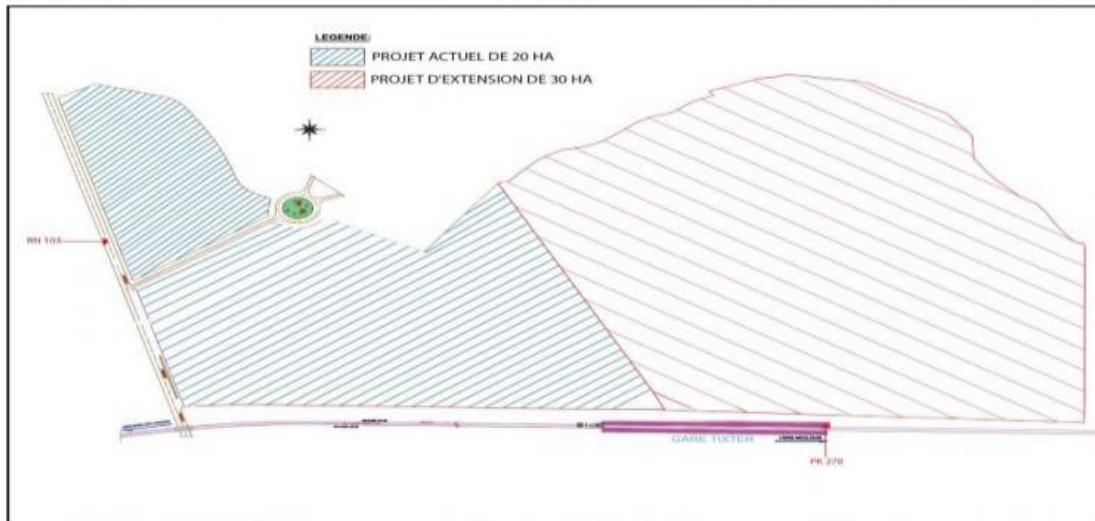 LEGENDE:
PROJET ACTUEL DE 20 HA
PROJET D'EXTENSION DE 30 HA
RN 103
GARE TIXTER
PK 270